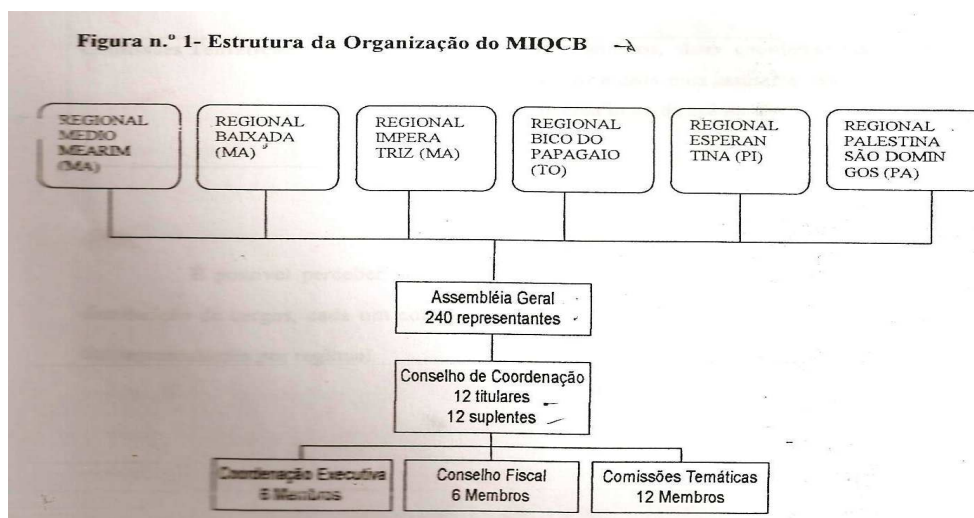 Figura n.º 1- Estrutura da Organização do MIQCB
REGIONAL
MEDIO
MEARIM
(MA)
REGIONAL
BAIXADA
(MA)
REGIONAL
IMPERA
TRIZ (MA)
REGIONAL
BICO DO
PAPAGAIO
(TO)
REGIONAL
ESPERAN
TINA (PI)
REGIONAL
PALESTINA
SÃO DOMIN
GOS (PA)
É possível perceber
distribuição de cargos, cada um
por regional
Assembléia Geral
240 representantes
Conselho de Coordenação
12 titulares
12 suplentes
Coordenação Executiva
6 Membros
Conselho Fiscal
6 Membros
Comissões Temáticas
12 Membros